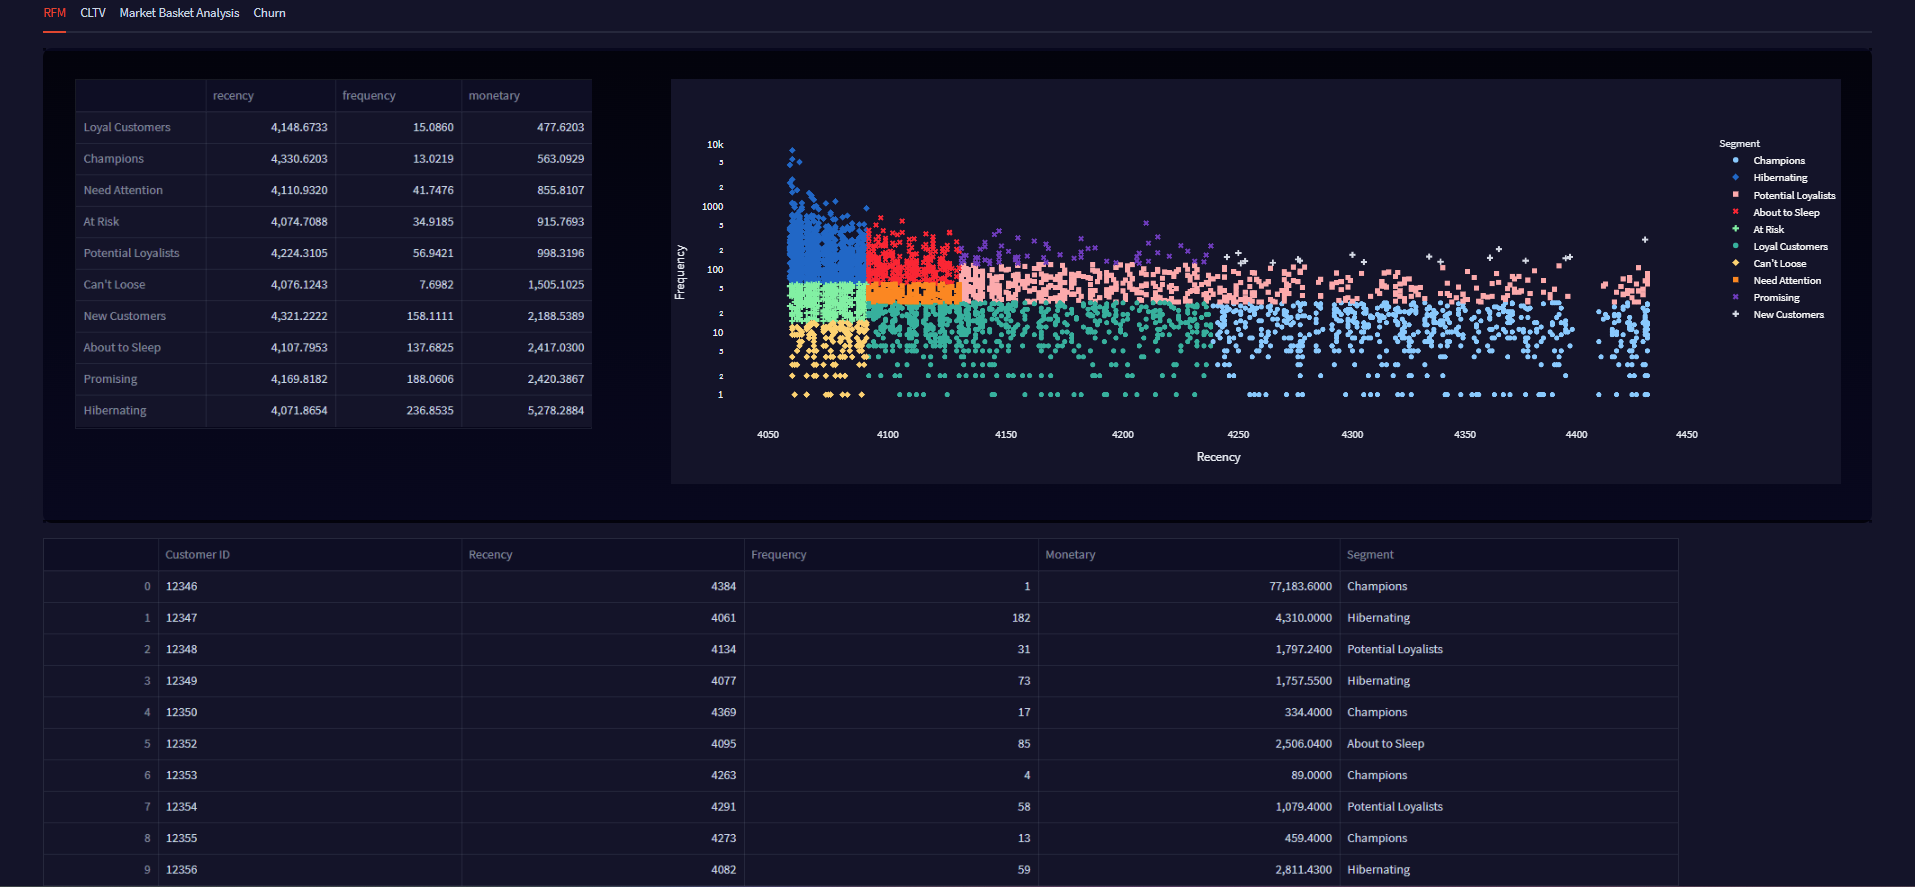 RFM CLTV Market Basket Analysis Churn
recency frequency monetary
Loyal Customers 4,148.6733 15.0860 477.6203
Champions 4,330.6203 13.0219 563.0929
Need Attention 4,110.9320 41.7476 855.8107
At Risk 4,074.7088 34.9185 915.7693
Potential Loyalists 4,224.3105 56.9421 998.3196
Can't Loose 4,076.1243 7.6982 1,505.1025
New Customers 4,321.2222 158.1111 2,188.5389
About to Sleep 4,107.7953 137.6825 2,417.0300
Promising 4,169.8182 188.0606 2,420.3867
Hibernating 4,071.8654 236.8535 5,278.2884
Frequency
10k
5
2
1000
5
2
100
5
2
10
5
2
1
4050 4100 4150 4200 4250 4300 4350 4400 4450
Recency
Segment
Champions
Hibernating
Potential Loyalists
About to Sleep
At Risk
Loyal Customers
Can't Loose
Need Attention
Promising
New Customers
Customer ID Recency Frequency Monetary Segment
0 12346 4384 1 77,183.6000 Champions
1 12347 4061 182 4,310.0000 Hibernating
2 12348 4134 31 1,797.2400 Potential Loyalists
3 12349 4077 73 1,757.5500 Hibernating
4 12350 4369 17 334.4000 Champions
5 12352 4095 85 2,506.0400 About to Sleep
6 12353 4263 4 89.0000 Champions
7 12354 4291 58 1,079.4000 Potential Loyalists
8 12355 4273 13 459.4000 Champions
9 12356 4082 59 2,811.4300 Hibernating